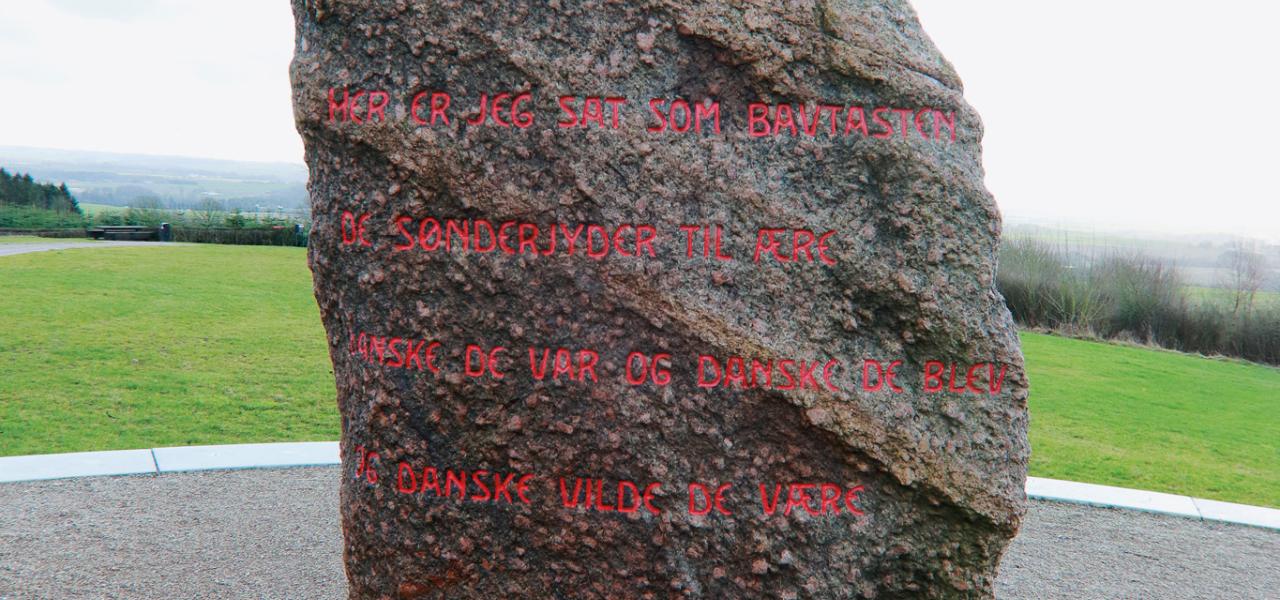 HER ER JEG SAT SOM BAVTASTEN
DE SØNDERJYDER TIL ÆRE
DANSKE DE VAR OG DANSKE DE BLEV
OG DANSKE VILDE DE VÆRE